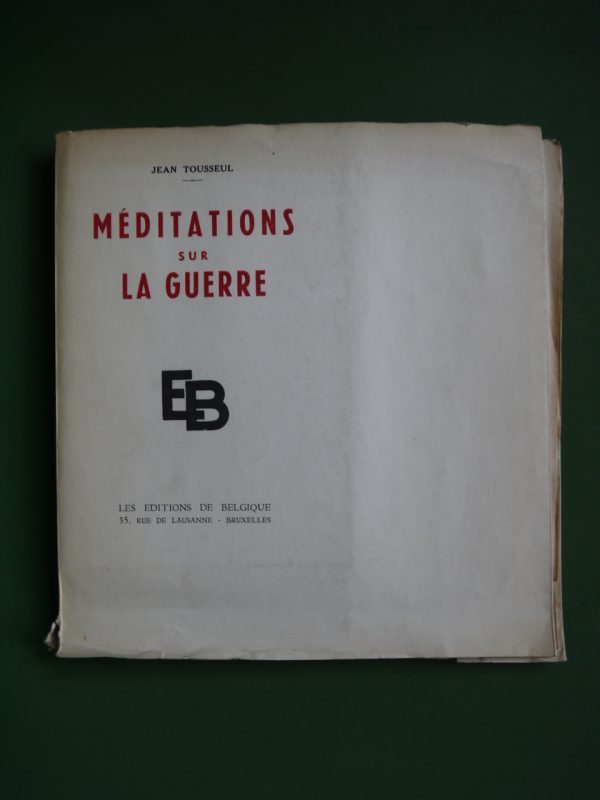 JEAN TOUSSEUL
MÉDITATIONS
SUR
LA GUERRE
EB
LES EDITIONS DE BELGIQUE
35, RUE DE LAUSANNE - BRUXELLES